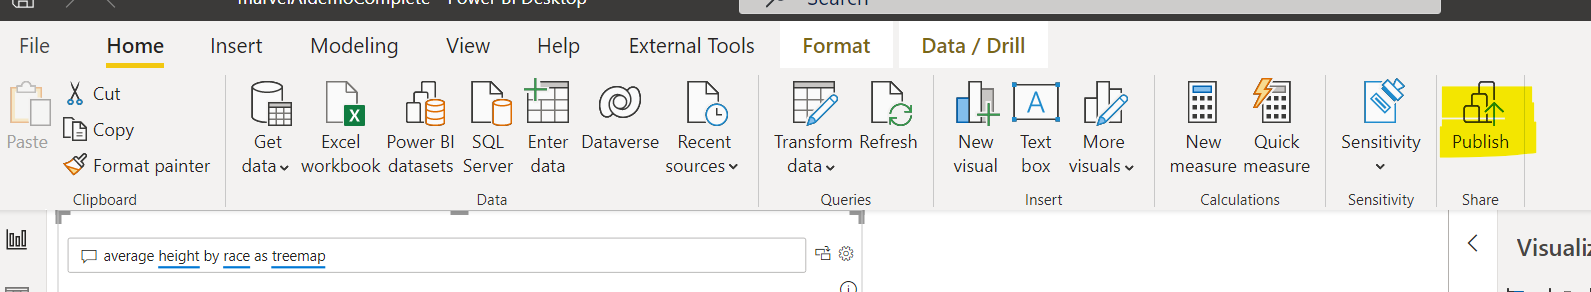 marvelAIdemoComplete - Power BI Desktop
Search
File Home Insert Modeling View Help External Tools Format Data / Drill
Paste
Cut
Copy
Format painter
Clipboard
Get data
Excel workbook
Power BI datasets
SQL Server
Enter data
Dataverse
Recent sources
Data
Transform data
Refresh
Queries
New visual
Text box
More visuals
Insert
New measure
Quick measure
Calculations
Sensitivity
Sensitivity
Publish
Share
average height by race as treemap